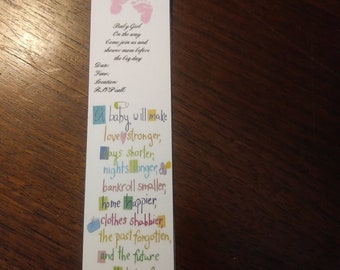 Baby Girl
On the way
Come join us and
shower mom before
the big day
Date:
Time:
Location:
RSVP call:
A baby will make
love stronger,
days shorter,
nights longer,
bankroll smaller,
home happier,
clothes shabbier,
the past forgotten,
and the future